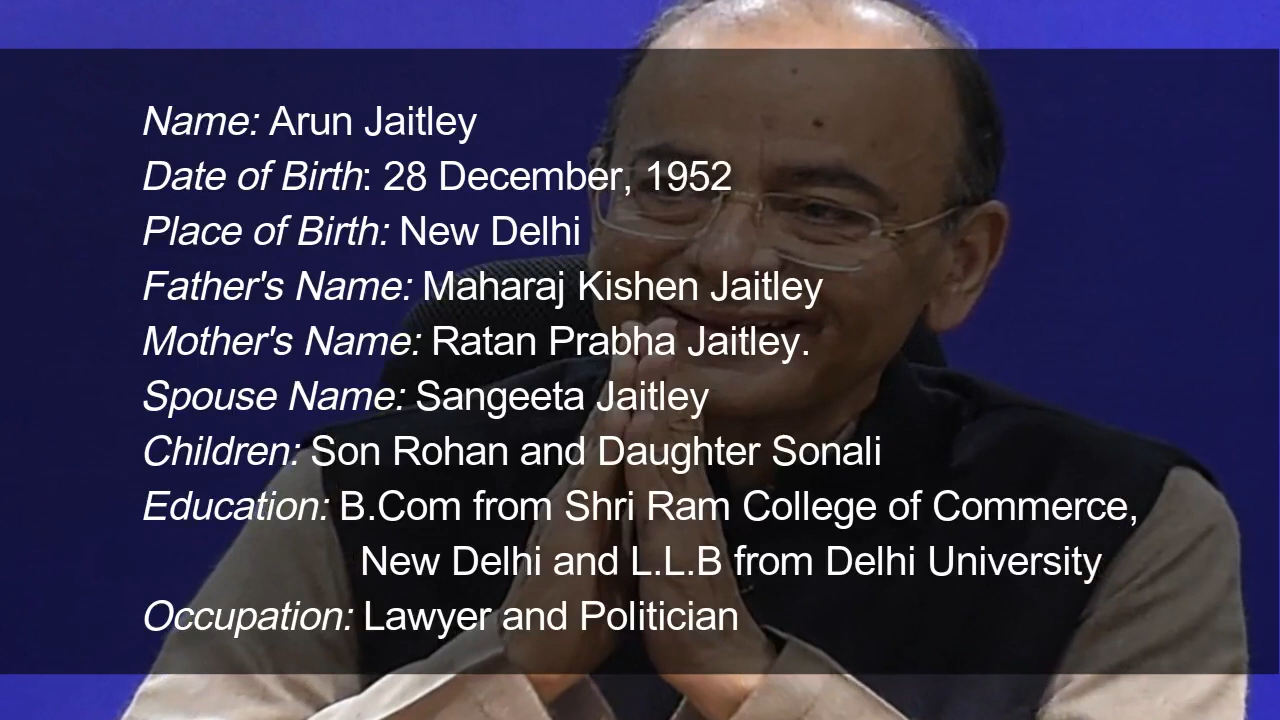 Name: Arun Jaitley
Date of Birth: 28 December, 1952
Place of Birth: New Delhi
Father's Name: Maharaj Kishen Jaitley
Mother's Name: Ratan Prabha Jaitley.
Spouse Name: Sangeeta Jaitley
Children: Son Rohan and Daughter Sonali
Education: B.Com from Shri Ram College of Commerce,
New Delhi and L.L.B from Delhi University
Occupation: Lawyer and Politician